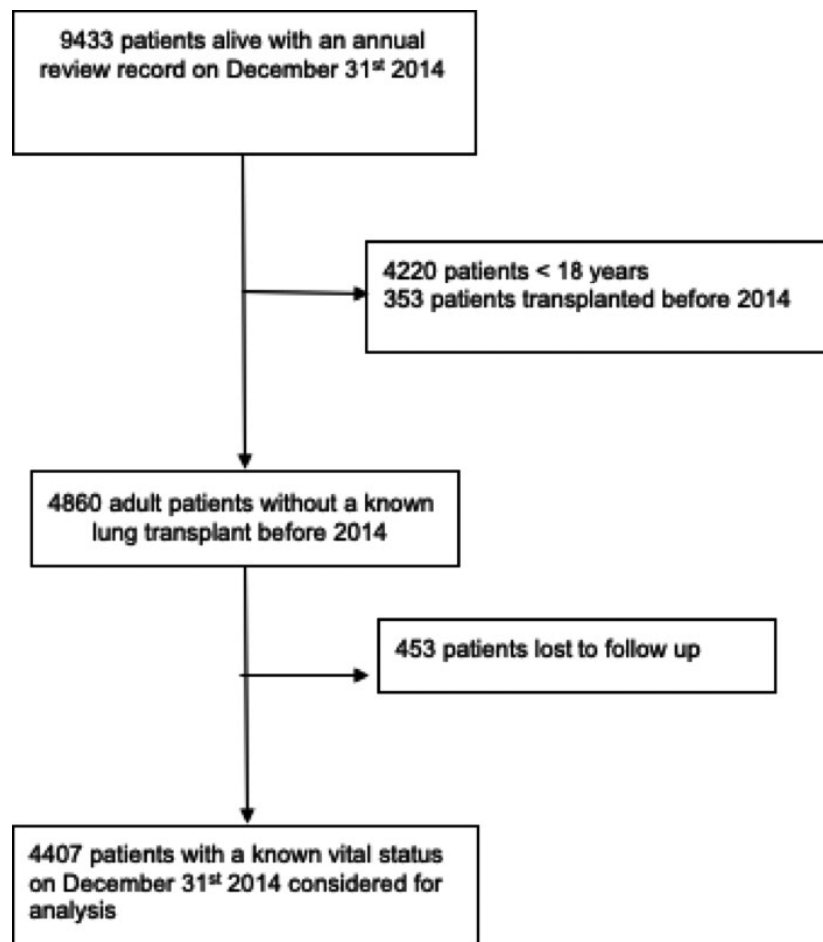 9433 patients alive with an annual
review record on December 31st 2014
4220 patients < 18 years
353 patients transplanted before 2014
4860 adult patients without a known
lung transplant before 2014
453 patients lost to follow up
4407 patients with a known vital status
on December 31st 2014 considered for
analysis